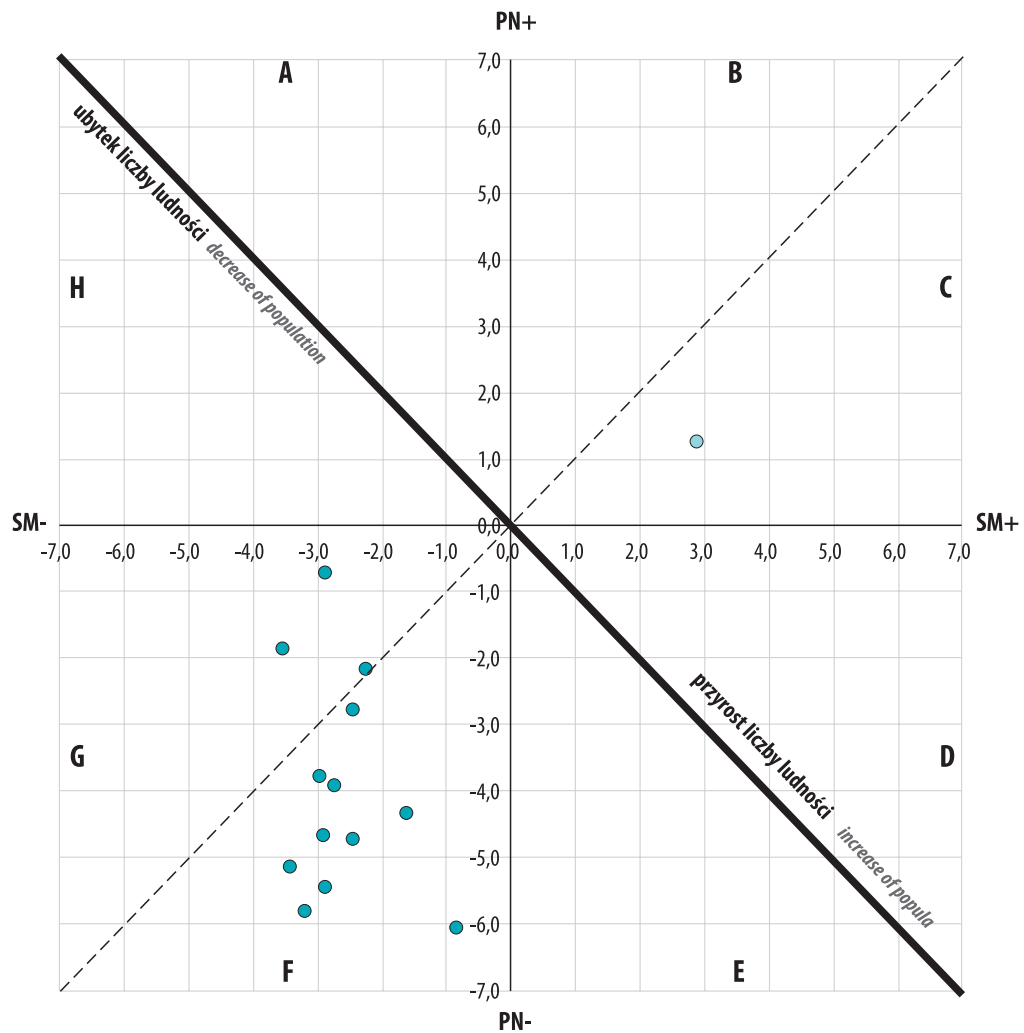 PN+
7,0
A
B
6,0
ubytek liczby ludności decrease of population
5,0
4,0
H
C
3,0
2,0
1,0
SM-
0,0
SM+
-7,0 -6,0 -5,0 -4,0 -3,0 -2,0 -1,0 0,0 1,0 2,0 3,0 4,0 5,0 6,0 7,0
-1,0
-2,0
-3,0
przyrost liczby ludności increase of popula
G
D
-4,0
-5,0
-6,0
F
E
-7,0
PN-